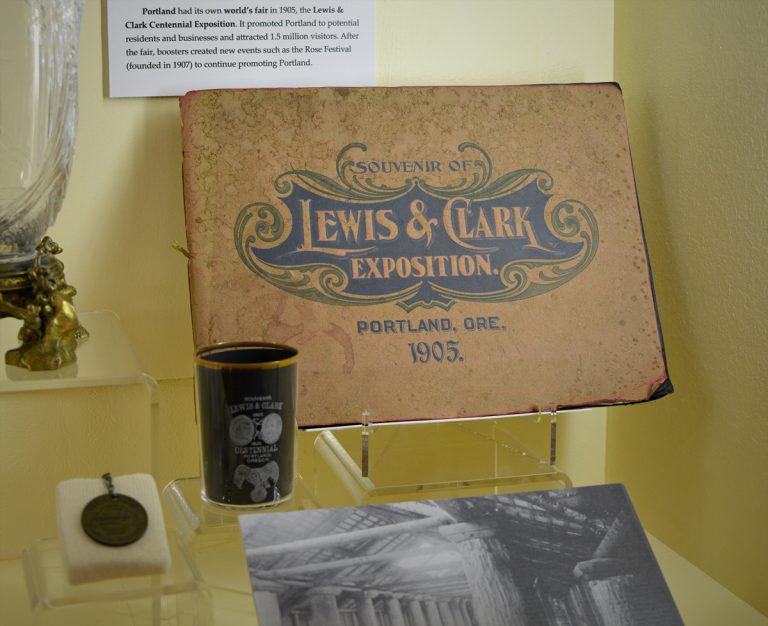 Portland had its own world's fair in 1905, the Lewis &
Clark Centennial Exposition. It promoted Portland to potential
residents and businesses and attracted 1.5 million visitors. After
the fair, boosters created new events such as the Rose Festival
(founded in 1907) to continue promoting Portland.
SOUVENIR OF
LEWIS & CLARK
EXPOSITION.
PORTLAND, ORE.
1905.
SOUVENIR
LEWIS & CLARK
1905
CENTENNIAL
PORTLAND,
OREGON